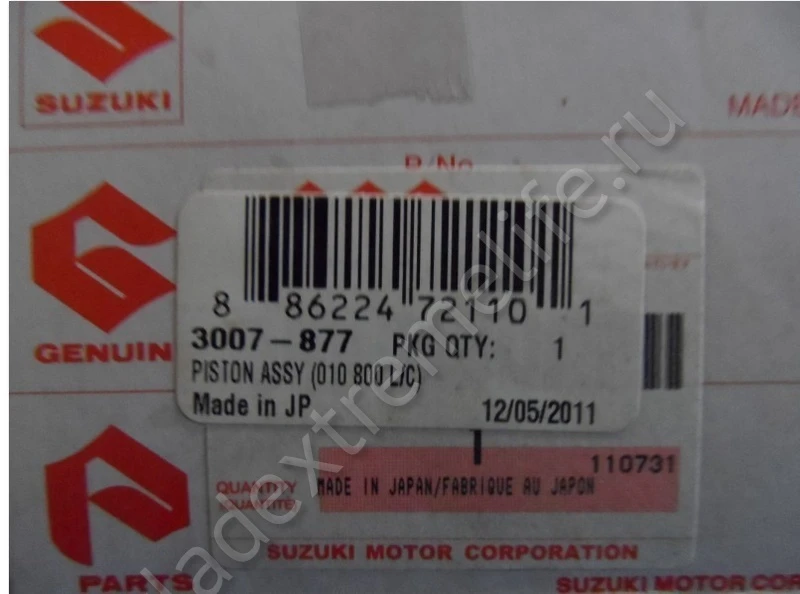 SUZUKI
MADE
P/No.
GENUIN
8 86224 72110 1
3007-877 PKG QTY: 1
PISTON ASSY (010 800 L/C)
Made in JP 12/05/2011
110731
QUANTITY
QUANTITE
MADE IN JAPAN/FABRIQUE AU JAPON
SUZUKI MOTOR CORPORATION
PARTS
SUZUKI MOTOR COR
ladextremelife.ru